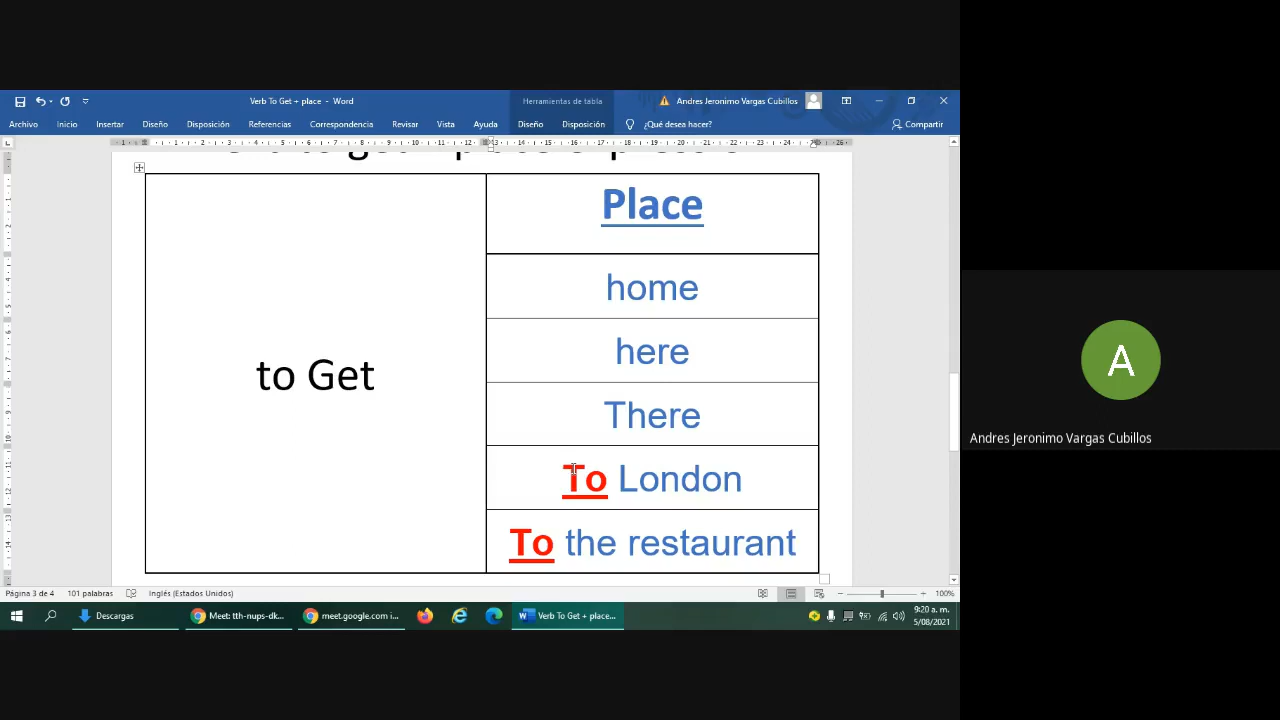 Verb To Get + place - Word
Herramientas de tabla
Andres Jeronimo Vargas Cubillos
Archivo Inicio Insertar Diseño Disposición Referencias Correspondencia Revisar Vista Ayuda Diseño Disposición ¿Qué desea hacer? Compartir
Place
to Get
home
here
There
To London
To the restaurant
A
Andres Jeronimo Vargas Cubillos
Página 3 de 4 101 palabras Inglés (Estados Unidos) 100%
Descargas Meet: tth-nups-dk... meet.google.com i... Verb To Get + place...
9:20 a. m.
5/08/2021